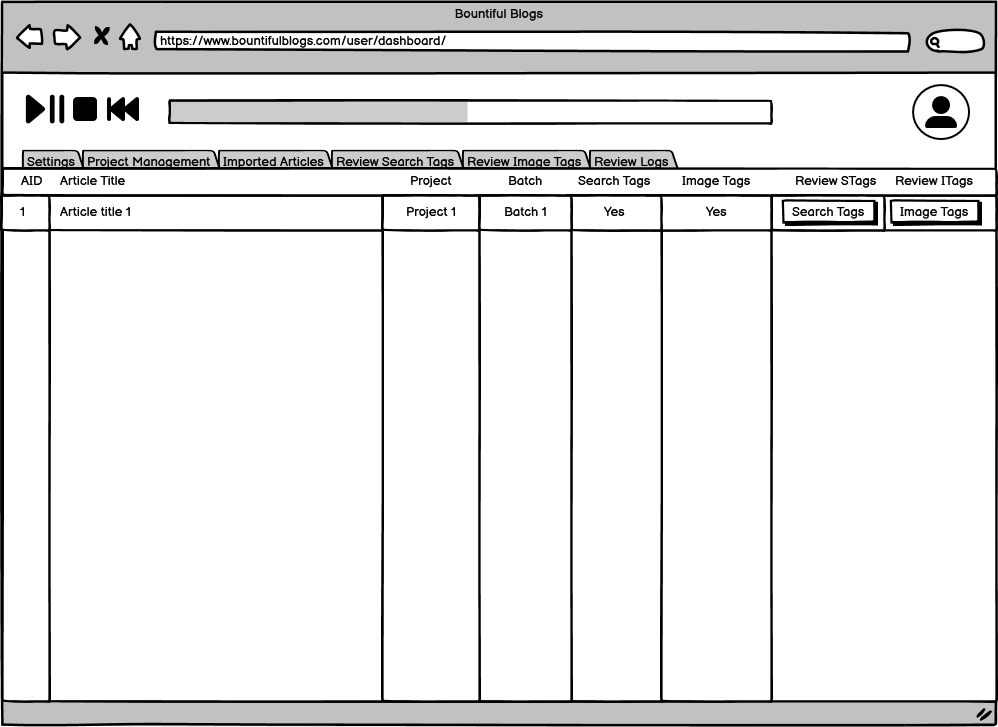 Bountiful Blogs
https://www.bountifulblogs.com/user/dashboard/
Settings Project Management Imported Articles Review Search Tags Review Image Tags Review Logs
AID Article Title Project Batch Search Tags Image Tags Review STags Review ITags
1 Article title 1 Project 1 Batch 1 Yes Yes Search Tags Image Tags